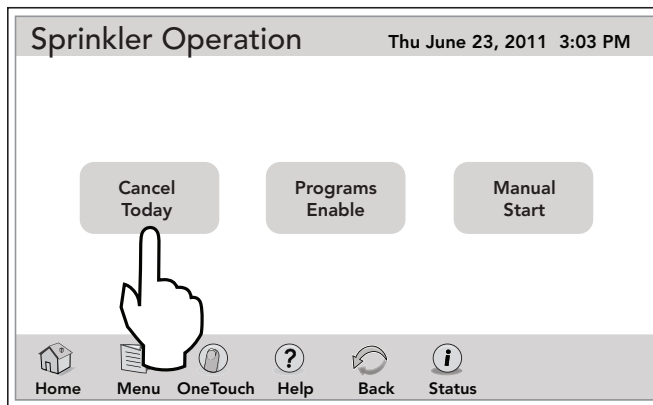 Sprinkler Operation Thu June 23, 2011 3:03 PM
Cancel Today
Programs Enable
Manual Start
? i
Home Menu OneTouch Help Back Status